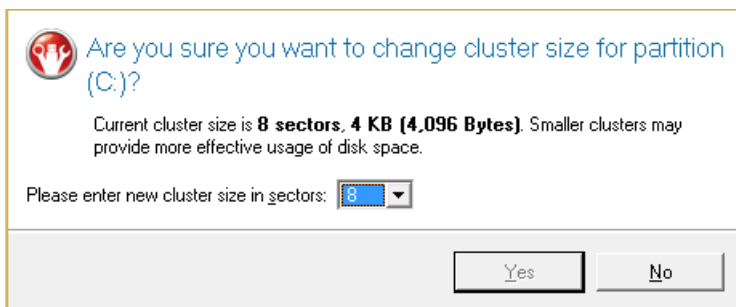 Are you sure you want to change cluster size for partition
(C:)?
Current cluster size is 8 sectors, 4 KB (4,096 Bytes). Smaller clusters may
provide more effective usage of disk space.
Please enter new cluster size in sectors: 8
Yes No